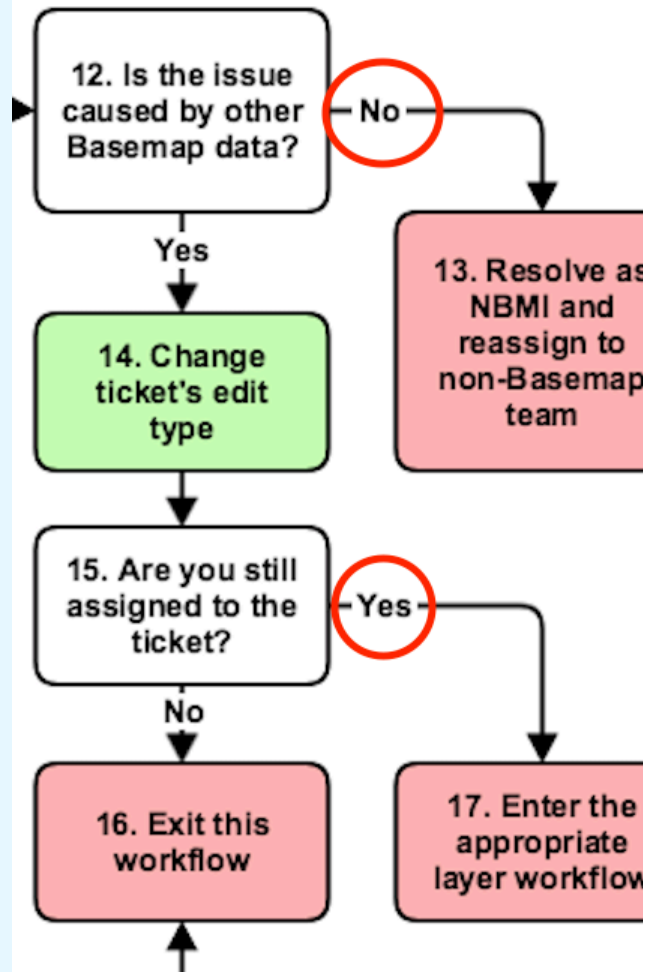 12. Is the issue
caused by other
Basemap data?
No
Yes
13. Resolve as
NBMI and
reassign to
non-Basemap
team
14. Change
ticket's edit
type
15. Are you still
assigned to the
ticket?
Yes
No
16. Exit this
workflow
17. Enter the
appropriate
layer workflow